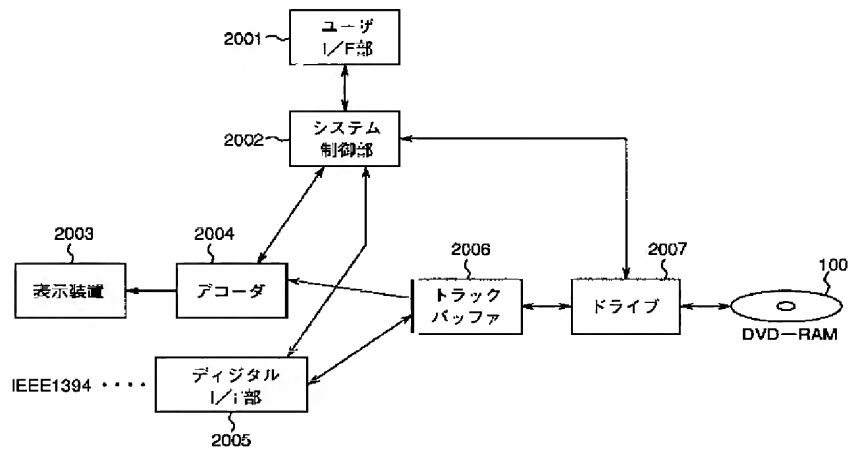 2001
ユーザ
I/F部
2002
システム
制御部
2003
表示装置
2004
デコーダ
2006
トラック
バッファ
2007
ドライブ
100
DVD-RAM
IEEE1394 ・・・・
ディジタル
I/F部
2005